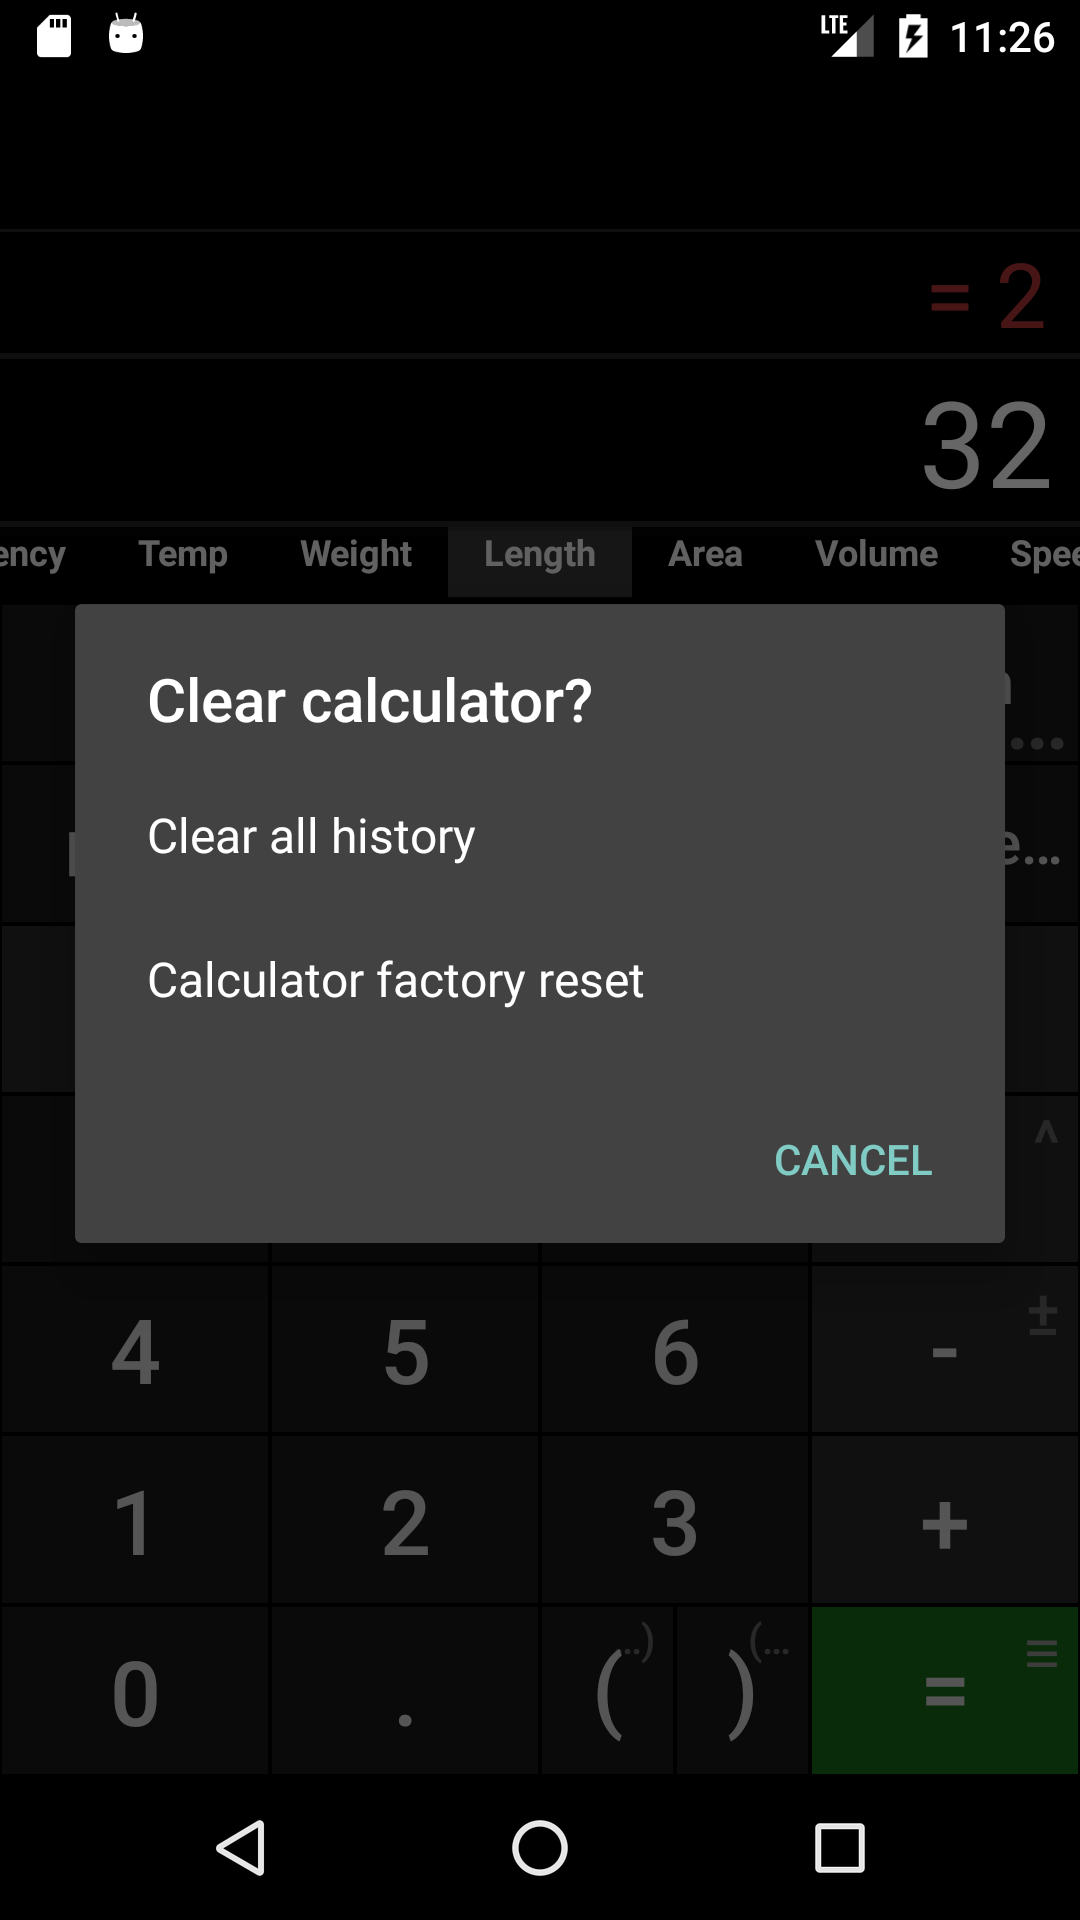 LTE 11:26
= 2
32
ency Temp Weight Length Area Volume Spee
Clear calculator?
Clear all history
Calculator factory reset
CANCEL
^
4 5 6 - ±
1 2 3 +
0 . ( ..) ) (... = ≡